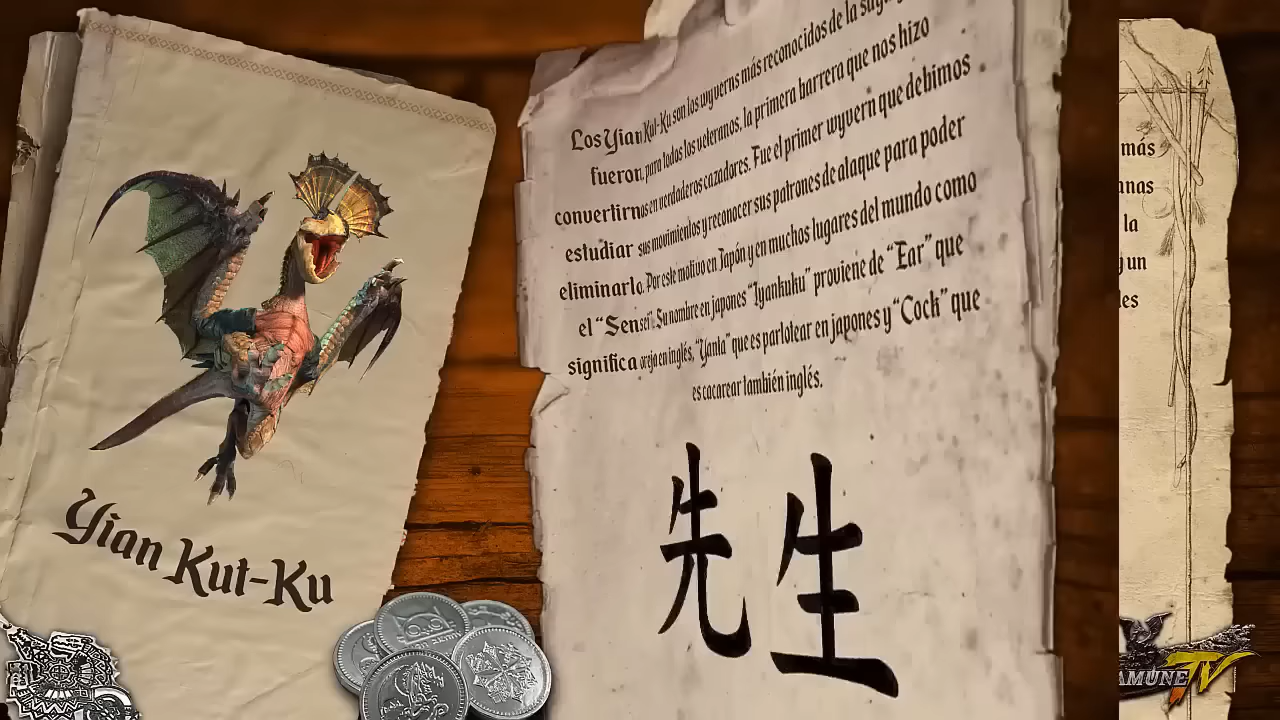 Yian Kut-Ku
Los Yian Kut-Ku son los wyverns más reconocidos de la saga y
fueron, para todos los veteranos, la primera barrera que nos hizo
convertirnos en verdaderos cazadores. Fue el primer wyvern que debimos
estudiar sus movimientos y reconocer sus patrones de ataque para poder
eliminarlo. Por este motivo en Japón y en muchos lugares del mundo como
el “Sensei”. Su nombre en japones “Iyankuku” proviene de “Ear” que
significa oreja en inglés, “Yanta” que es parlotear en japones y “Cock” que
es cacarear también inglés.
先生
más
la
AMUNE TV